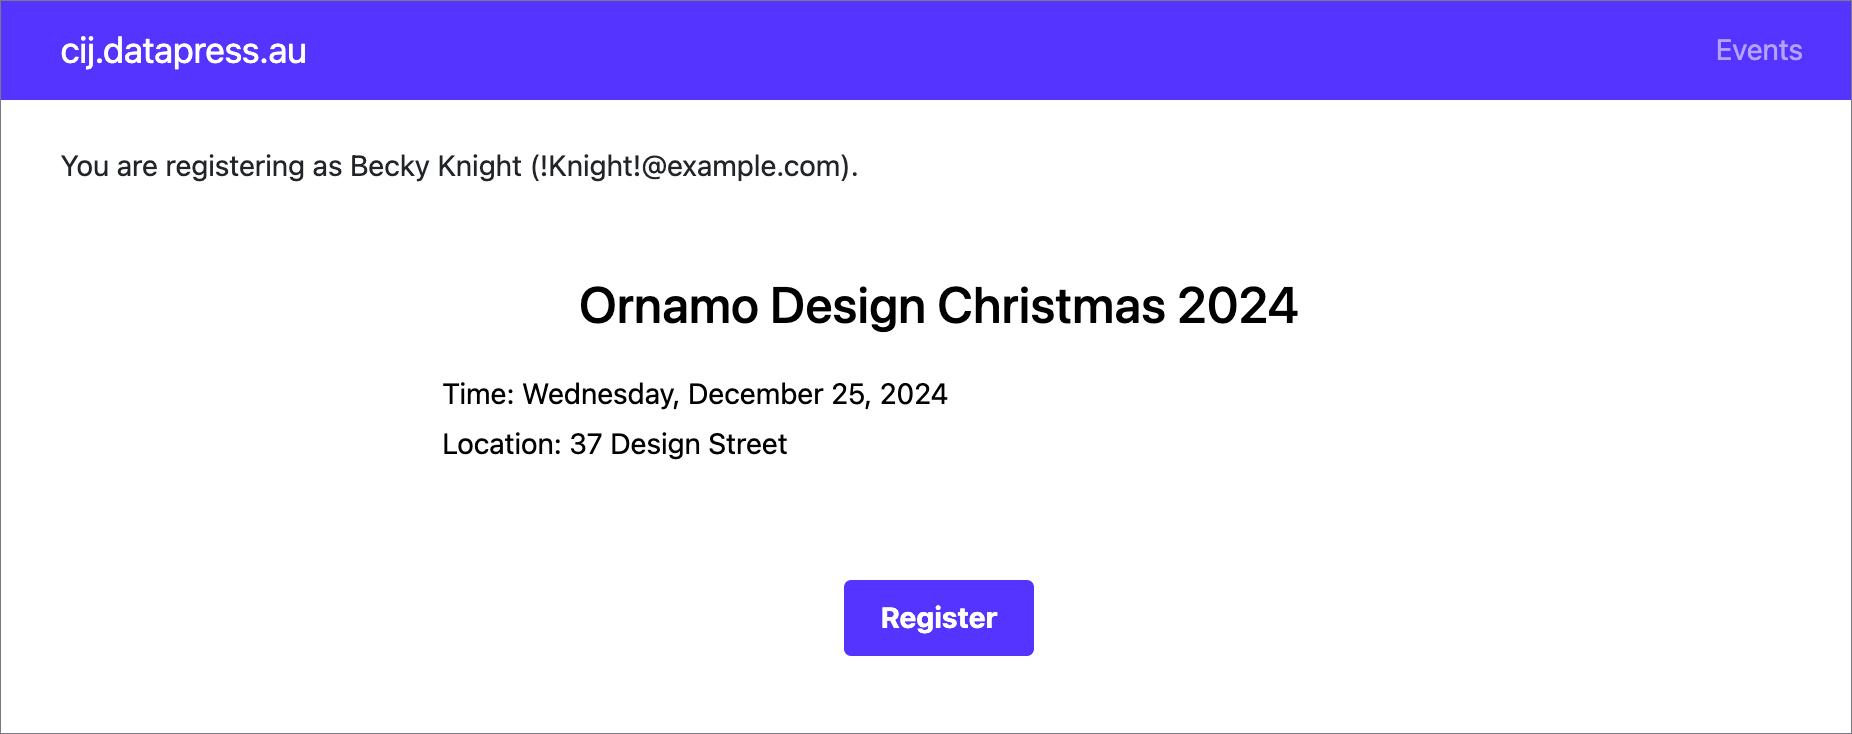 cij.datapress.au
Events
You are registering as Becky Knight (!Knight!@example.com).
Ornamo Design Christmas 2024
Time: Wednesday, December 25, 2024
Location: 37 Design Street
Register